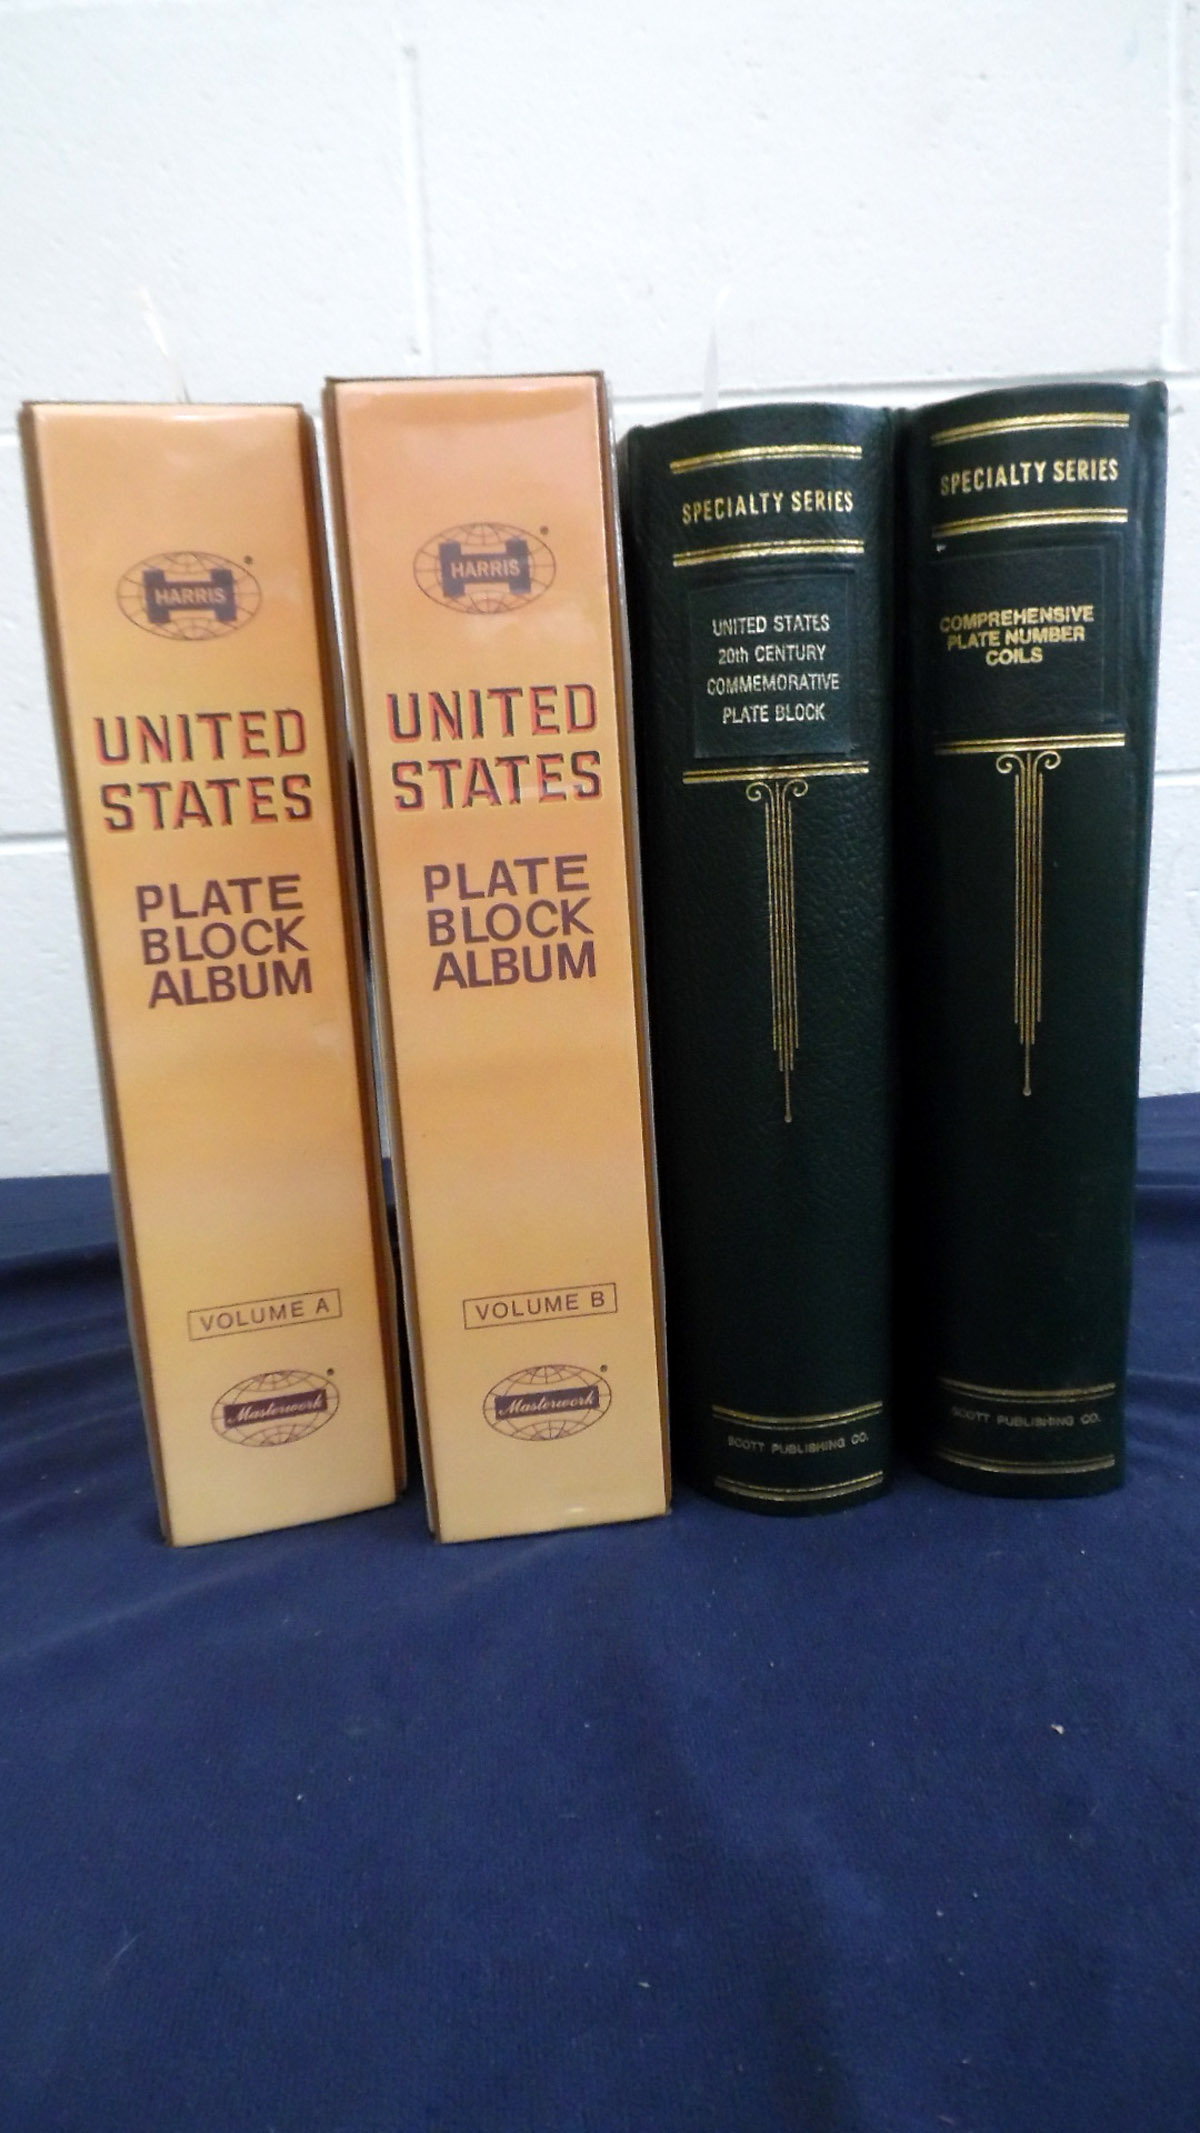 HARRIS
UNITED
STATES
PLATE
BLOCK
ALBUM
VOLUME A
Masterwork
HARRIS
UNITED
STATES
PLATE
BLOCK
ALBUM
VOLUME B
Masterwork
SPECIALTY SERIES
UNITED STATES
20th CENTURY
COMMEMORATIVE
PLATE BLOCK
SCOTT PUBLISHING CO.
SPECIALTY SERIES
COMPREHENSIVE
PLATE NUMBER
COILS
SCOTT PUBLISHING CO.